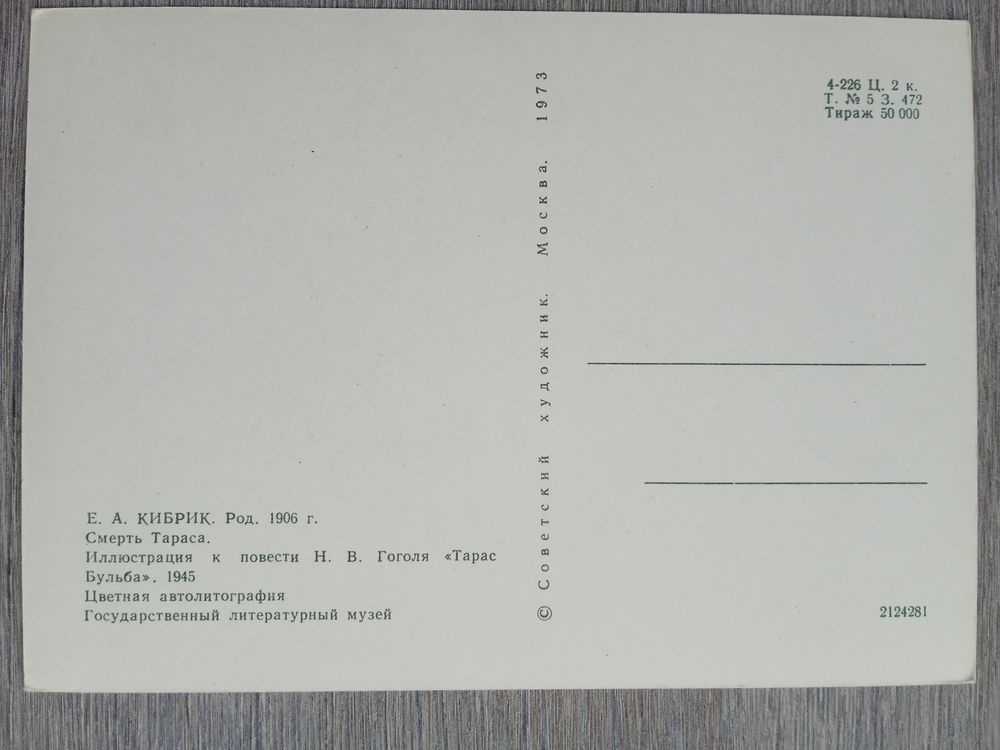 Е. А. КИБРИК. Род. 1906 г.
Смерть Тараса.
Иллюстрация к повести Н. В. Гоголя «Тарас
Бульба». 1945
Цветная автолитография
Государственный литературный музей
© Советский художник. Москва. 1973
4-226 Ц. 2 к.
Т. № 5 З. 472
Тираж 50 000
2124281